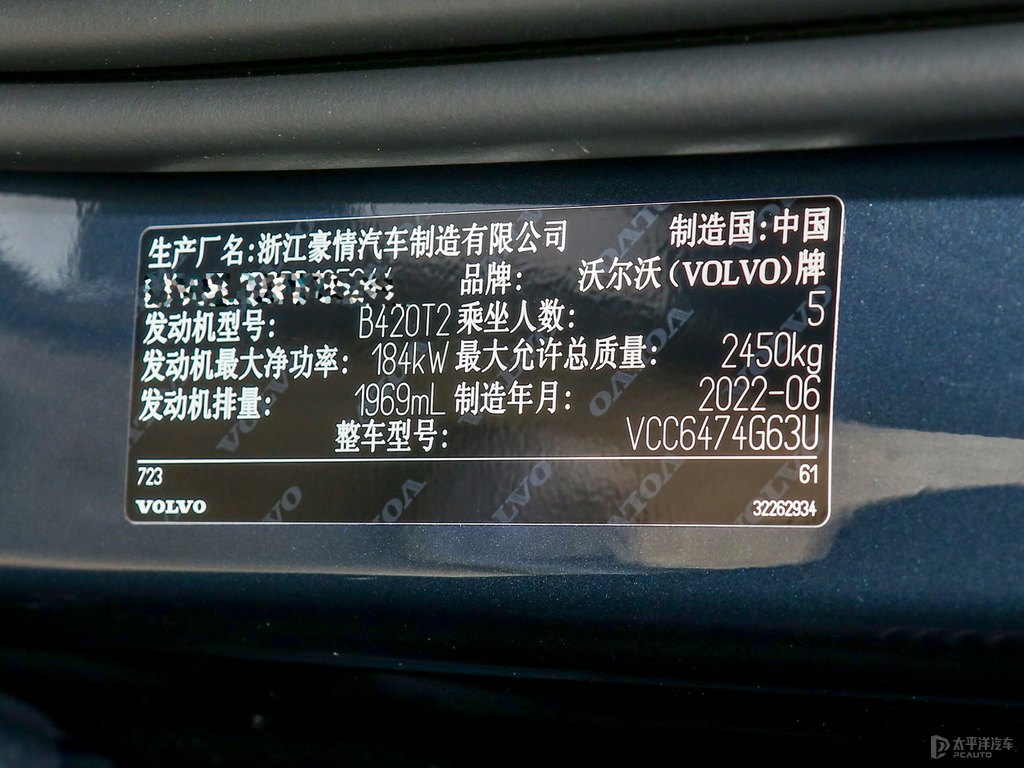 生产厂名:浙江豪情汽车制造有限公司 制造国:中国
品牌: 沃尔沃(VOLVO)牌
发动机型号: B420T2 乘坐人数: 5
发动机最大净功率: 184kW 最大允许总质量: 2450kg
发动机排量: 1969mL 制造年月: 2022-06
整车型号: VCC6474G63U
723 61
VOLVO 32262934
太平洋汽车
PCAUTO